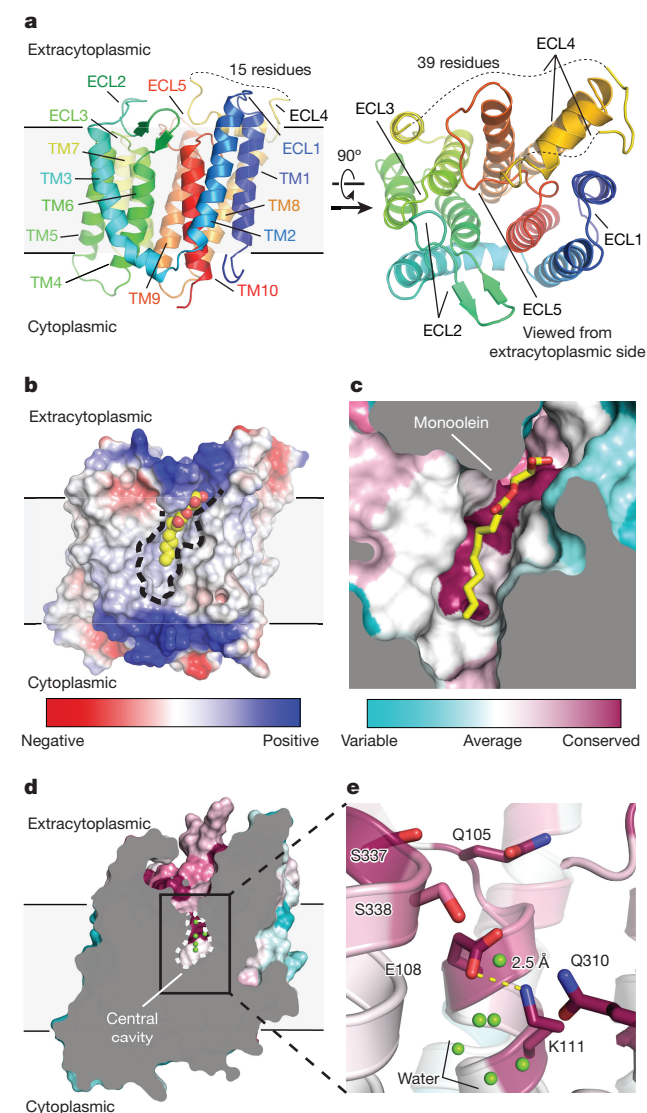 a
Extracytoplasmic
ECL2
ECL5
15 residues
ECL3
ECL4
TM7
ECL1
TM3
TM1
TM6
TM8
TM5
TM2
TM4
TM9
TM10
Cytoplasmic
90º
ECL4
39 residues
ECL3
ECL1
ECL5
ECL2
Viewed from
extracytoplasmic side
b
Extracytoplasmic
Cytoplasmic
Negative
Positive
c
Monoolein
Variable
Average
Conserved
d
Extracytoplasmic
Central
cavity
Cytoplasmic
e
Q105
S337
S338
E108
2.5 Å
Q310
K111
Water